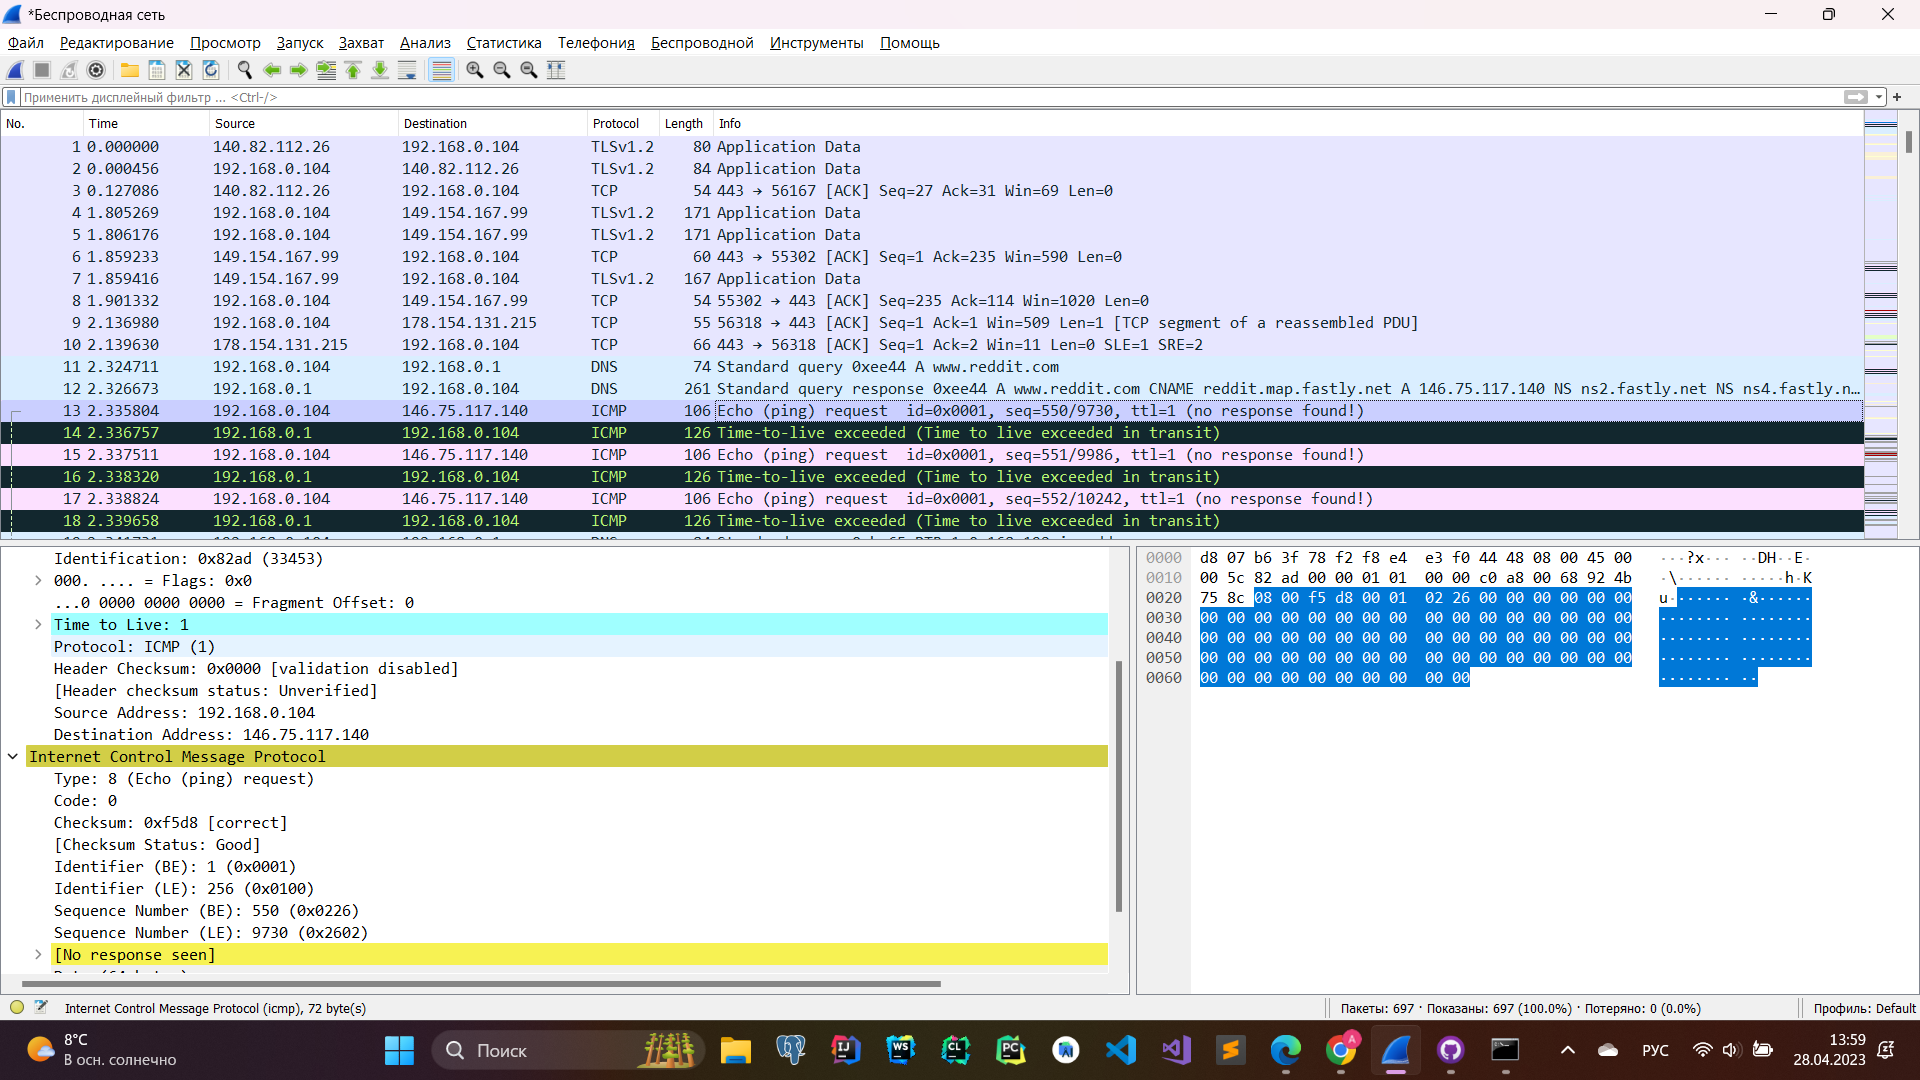 *Беспроводная сеть
Файл Редактирование Просмотр Запуск Захват Анализ Статистика Телефония Беспроводной Инструменты Помощь
Применить дисплейный фильтр ... <Ctrl-/>
No. Time Source Destination Protocol Length Info
1 0.000000 140.82.112.26 192.168.0.104 TLSv1.2 80 Application Data
2 0.000456 192.168.0.104 140.82.112.26 TLSv1.2 84 Application Data
3 0.127086 140.82.112.26 192.168.0.104 TCP 54 443 → 56167 [ACK] Seq=27 Ack=31 Win=69 Len=0
4 1.805269 192.168.0.104 149.154.167.99 TLSv1.2 171 Application Data
5 1.806176 192.168.0.104 149.154.167.99 TLSv1.2 171 Application Data
6 1.859233 149.154.167.99 192.168.0.104 TCP 60 443 → 55302 [ACK] Seq=1 Ack=235 Win=590 Len=0
7 1.859416 149.154.167.99 192.168.0.104 TLSv1.2 167 Application Data
8 1.901332 192.168.0.104 149.154.167.99 TCP 54 55302 → 443 [ACK] Seq=235 Ack=114 Win=1020 Len=0
9 2.136980 192.168.0.104 178.154.131.215 TCP 55 56318 → 443 [ACK] Seq=1 Ack=1 Win=509 Len=1 [TCP segment of a reassembled PDU]
10 2.139630 178.154.131.215 192.168.0.104 TCP 66 443 → 56318 [ACK] Seq=1 Ack=2 Win=11 Len=0 SLE=1 SRE=2
11 2.324711 192.168.0.104 192.168.0.1 DNS 74 Standard query 0xee44 A www.reddit.com
12 2.326673 192.168.0.1 192.168.0.104 DNS 261 Standard query response 0xee44 A www.reddit.com CNAME reddit.map.fastly.net A 146.75.117.140 NS ns2.fastly.net NS ns4.fastly.n…
13 2.335804 192.168.0.104 146.75.117.140 ICMP 106 Echo (ping) request id=0x0001, seq=550/9730, ttl=1 (no response found!)
14 2.336757 192.168.0.1 192.168.0.104 ICMP 126 Time-to-live exceeded (Time to live exceeded in transit)
15 2.337511 192.168.0.104 146.75.117.140 ICMP 106 Echo (ping) request id=0x0001, seq=551/9986, ttl=1 (no response found!)
16 2.338320 192.168.0.1 192.168.0.104 ICMP 126 Time-to-live exceeded (Time to live exceeded in transit)
17 2.338824 192.168.0.104 146.75.117.140 ICMP 106 Echo (ping) request id=0x0001, seq=552/10242, ttl=1 (no response found!)
18 2.339658 192.168.0.1 192.168.0.104 ICMP 126 Time-to-live exceeded (Time to live exceeded in transit)
Identification: 0x82ad (33453)
000. .... = Flags: 0x0
...0 0000 0000 0000 = Fragment Offset: 0
Time to Live: 1
Protocol: ICMP (1)
Header Checksum: 0x0000 [validation disabled]
[Header checksum status: Unverified]
Source Address: 192.168.0.104
Destination Address: 146.75.117.140
Internet Control Message Protocol
Type: 8 (Echo (ping) request)
Code: 0
Checksum: 0xf5d8 [correct]
[Checksum Status: Good]
Identifier (BE): 1 (0x0001)
Identifier (LE): 256 (0x0100)
Sequence Number (BE): 550 (0x0226)
Sequence Number (LE): 9730 (0x2602)
[No response seen]
0000 d8 07 b6 3f 78 f2 f8 e4 e3 f0 44 48 08 00 45 00 ···?x··· ··DH··E·
0010 00 5c 82 ad 00 00 01 01 00 00 c0 a8 00 68 92 4b ·\······ ·····h·K
0020 75 8c 08 00 f5 d8 00 01 02 26 00 00 00 00 00 00 u······· ·&······
0030 00 00 00 00 00 00 00 00 00 00 00 00 00 00 00 00 ········ ········
0040 00 00 00 00 00 00 00 00 00 00 00 00 00 00 00 00 ········ ········
0050 00 00 00 00 00 00 00 00 00 00 00 00 00 00 00 00 ········ ········
0060 00 00 00 00 00 00 00 00 00 00 ········ ··
Internet Control Message Protocol (icmp), 72 byte(s)
Пакеты: 697 · Показаны: 697 (100.0%) · Потеряно: 0 (0.0%)
Профиль: Default
8°C
В осн. солнечно
Поиск
IJ
WS
CL
PC
A
РУС
13:59
28.04.2023